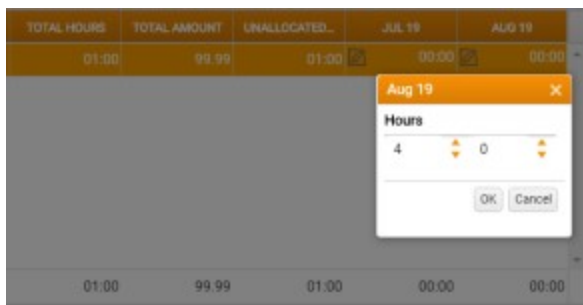 TOTAL HOURS TOTAL AMOUNT UNALLOCATED... JUL 19 AUG 19
01:00 99.99 01:00 00:00 00:00
Aug 19
Hours
4 0
OK Cancel
01:00 99.99 01:00 00:00 00:00